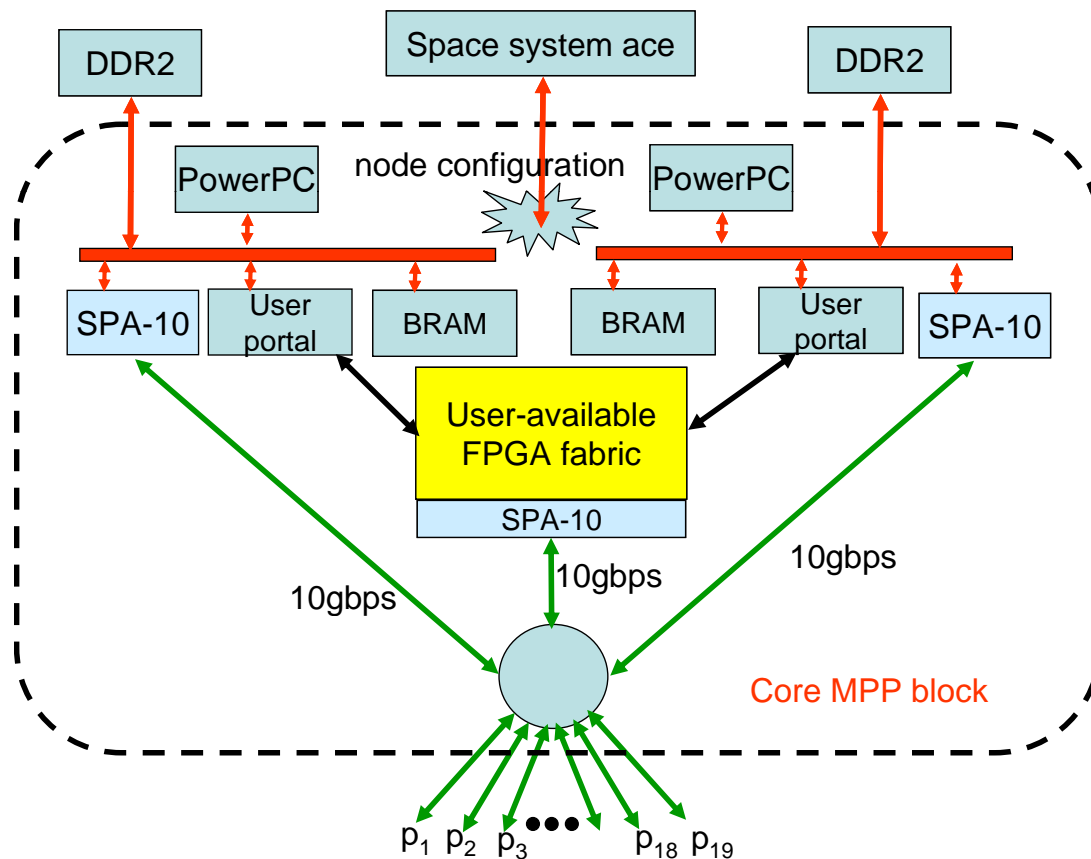 DDR2
Space system ace
DDR2
node configuration
PowerPC
PowerPC
SPA-10
User
portal
BRAM
BRAM
User
portal
SPA-10
User-available
FPGA fabric
SPA-10
10gbps
10gbps
10gbps
Core MPP block
p1 p2 p3 ••• p18 p19